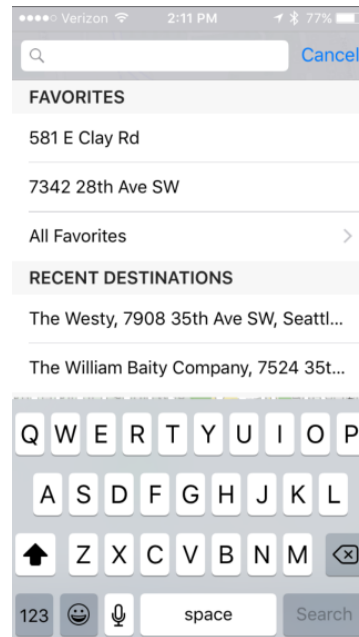 Verizon 2:11 PM 77%
Cancel
FAVORITES
581 E Clay Rd
7342 28th Ave SW
All Favorites
RECENT DESTINATIONS
The Westy, 7908 35th Ave SW, Seattl...
The William Baity Company, 7524 35t...
Q W E R T Y U I O P
A S D F G H J K L
Z X C V B N M
123 space Search